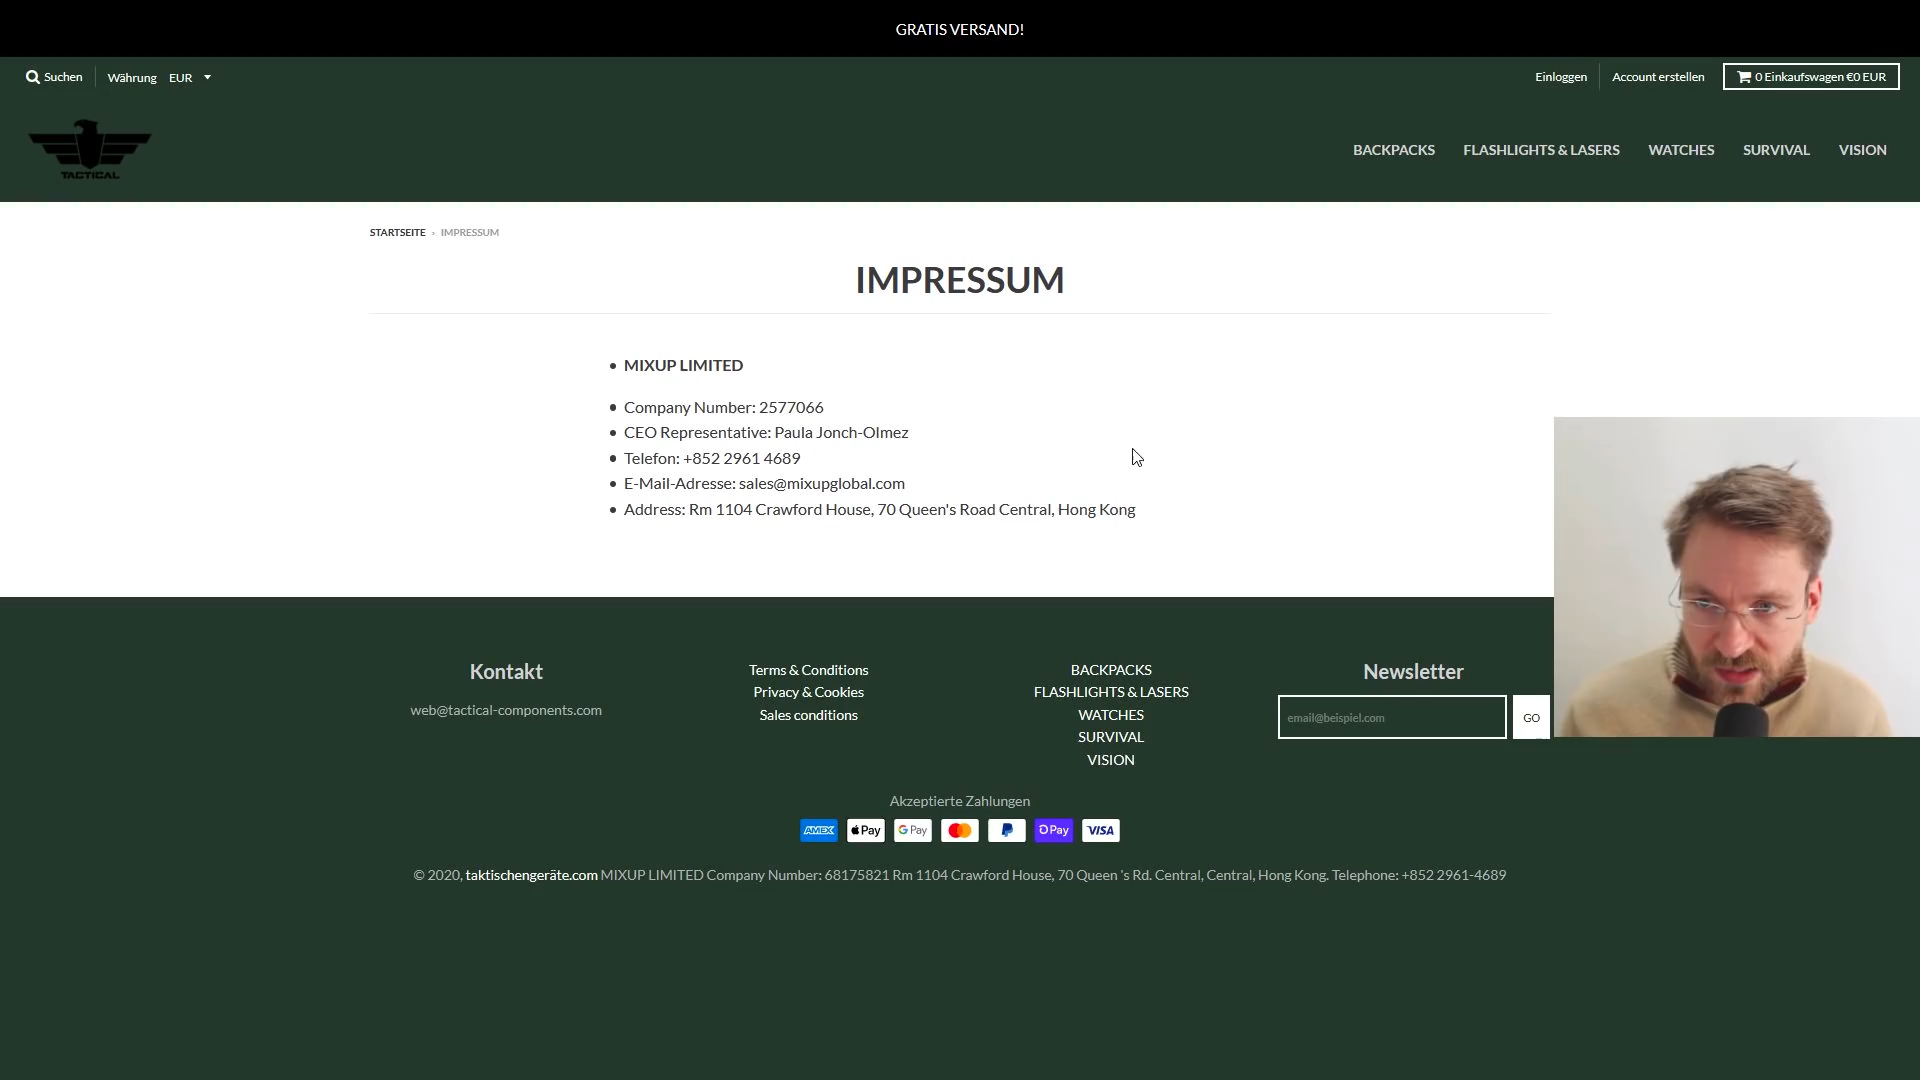 GRATIS VERSAND!
Suchen
Währung EUR
Einloggen
Account erstellen
0 Einkaufswagen €0 EUR
TACTICAL
BACKPACKS
FLASHLIGHTS & LASERS
WATCHES
SURVIVAL
VISION
STARTSEITE › IMPRESSUM
IMPRESSUM
• MIXUP LIMITED
• Company Number: 2577066
• CEO Representative: Paula Jonch-Olmez
• Telefon: +852 2961 4689
• E-Mail-Adresse: sales@mixupglobal.com
• Address: Rm 1104 Crawford House, 70 Queen's Road Central, Hong Kong
Kontakt
web@tactical-components.com
Terms & Conditions
Privacy & Cookies
Sales conditions
BACKPACKS
FLASHLIGHTS & LASERS
WATCHES
SURVIVAL
VISION
Newsletter
email@beispiel.com
GO
Akzeptierte Zahlungen
AMEX
Pay
G Pay
Pay
VISA
© 2020, taktischengeräte.com MIXUP LIMITED Company Number: 68175821 Rm 1104 Crawford House, 70 Queen 's Rd. Central, Central, Hong Kong. Telephone: +852 2961-4689